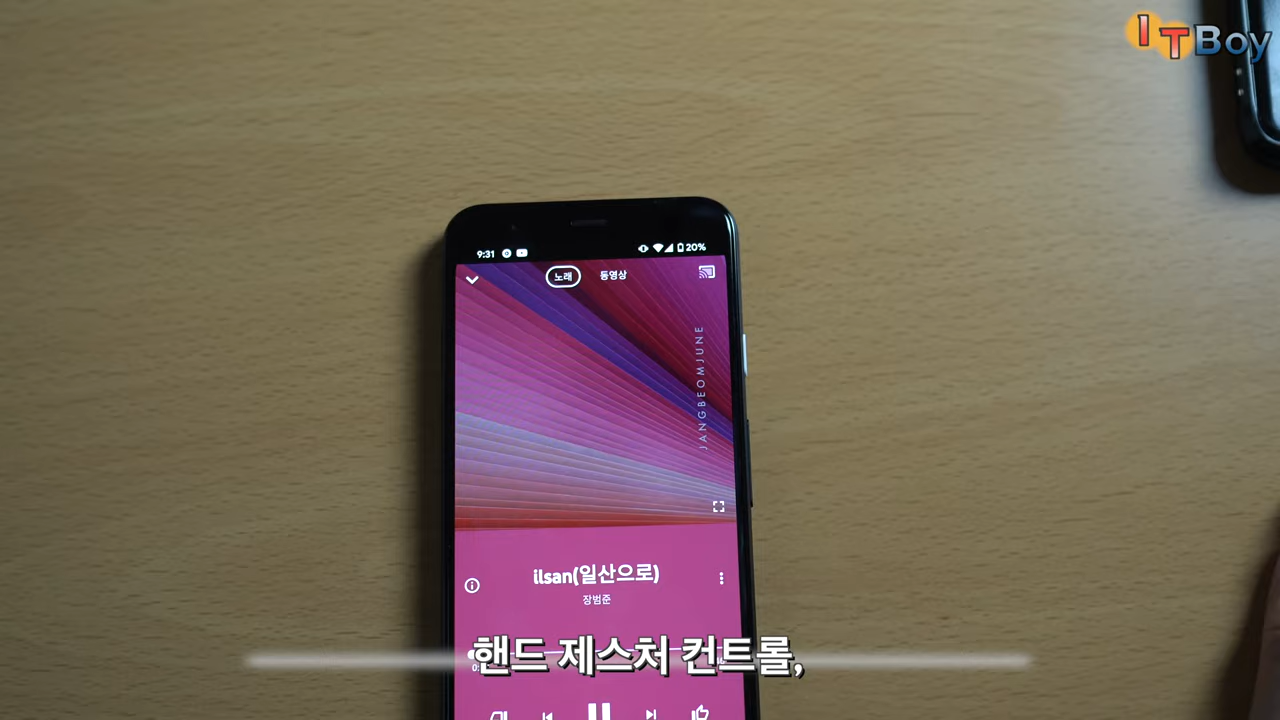 ITBoy
9:31
20%
노래 동영상
JANGBEOMJUNE
ilsan(일산으로)
장범준
핸드 제스처 컨트롤,